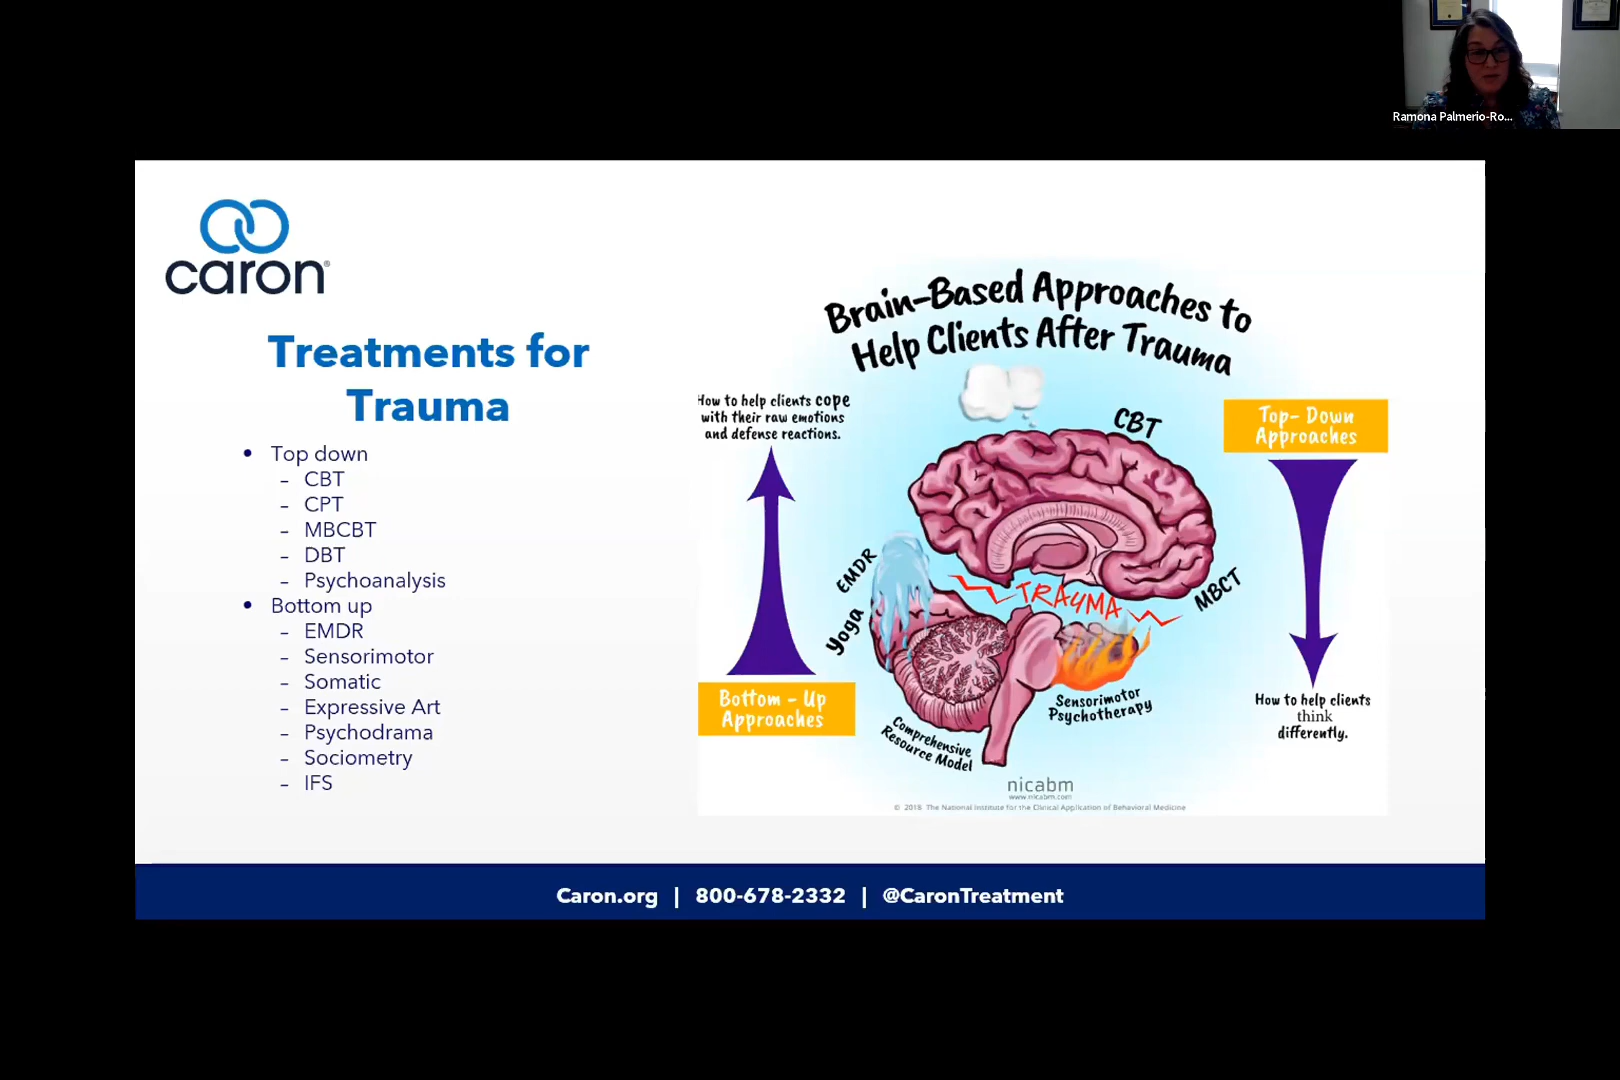 Ramona Palmerio-Ro...
caron®
Treatments for
Trauma
• Top down
– CBT
– CPT
– MBCBT
– DBT
– Psychoanalysis
• Bottom up
– EMDR
– Sensorimotor
– Somatic
– Expressive Art
– Psychodrama
– Sociometry
– IFS
Brain-Based Approaches to
Help Clients After Trauma
How to help clients cope
with their raw emotions
and defense reactions.
Bottom - Up
Approaches
CBT
EMDR
Yoga
TRAUMA
MBCT
Sensorimotor
Psychotherapy
Comprehensive
Resource Model
Top- Down
Approaches
How to help clients
think
differently.
nicabm
www.nicabm.com
© 2018 The National Institute for the Clinical Application of Behavioral Medicine
Caron.org | 800-678-2332 | @CaronTreatment